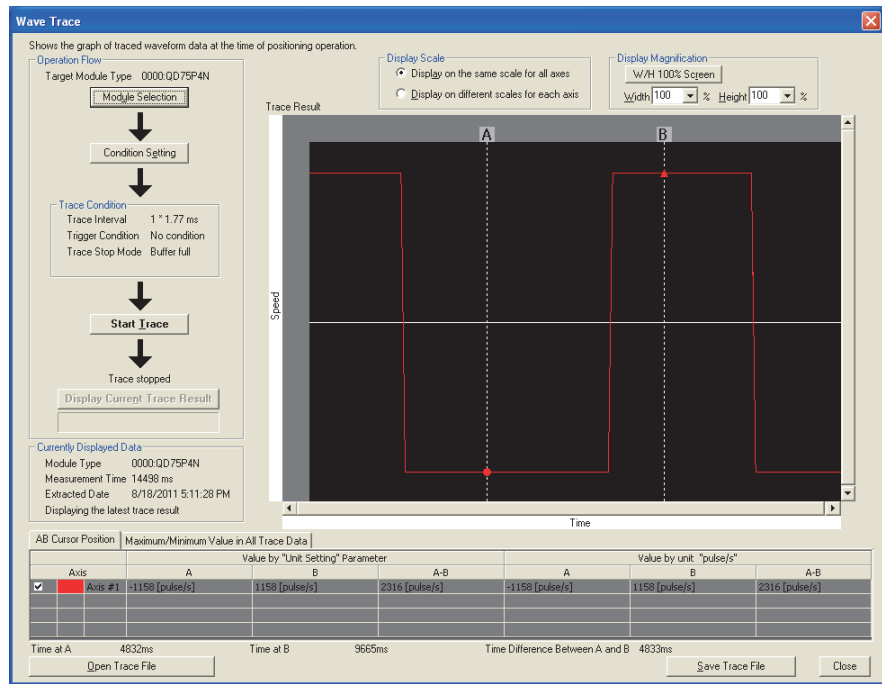 Wave Trace
Shows the graph of traced waveform data at the time of positioning operation.
Operation Flow
Target Module Type 0000:QD75P4N
Module Selection
Condition Setting
Trace Condition
Trace Interval 1 * 1.77 ms
Trigger Condition No condition
Trace Stop Mode Buffer full
Start Trace
Trace stopped
Display Current Trace Result
Currently Displayed Data
Module Type 0000:QD75P4N
Measurement Time 14498 ms
Extracted Date 8/18/2011 5:11:28 PM
Displaying the latest trace result
Display Scale
Display on the same scale for all axes
Display on different scales for each axis
Display Magnification
W/H 100% Screen
Width 100 % Height 100 %
Trace Result
A B
Speed
Time
AB Cursor Position Maximum/Minimum Value in All Trace Data
Axis Value by "Unit Setting" Parameter Value by unit "pulse/s"
A B A-B A B A-B
Axis #1 -1158 [pulse/s] 1158 [pulse/s] 2316 [pulse/s] -1158 [pulse/s] 1158 [pulse/s] 2316 [pulse/s]
Time at A 4832ms Time at B 9665ms Time Difference Between A and B 4833ms
Open Trace File Save Trace File Close